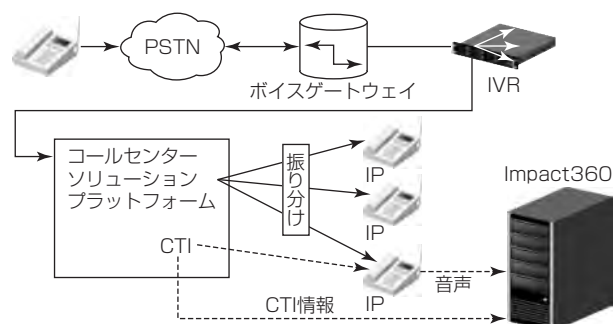 PSTN
ボイスゲートウェイ
IVR
コールセンター
ソリューション
プラットフォーム
振り分け
IP
IP
IP
Impact360
CTI
音声
CTI情報